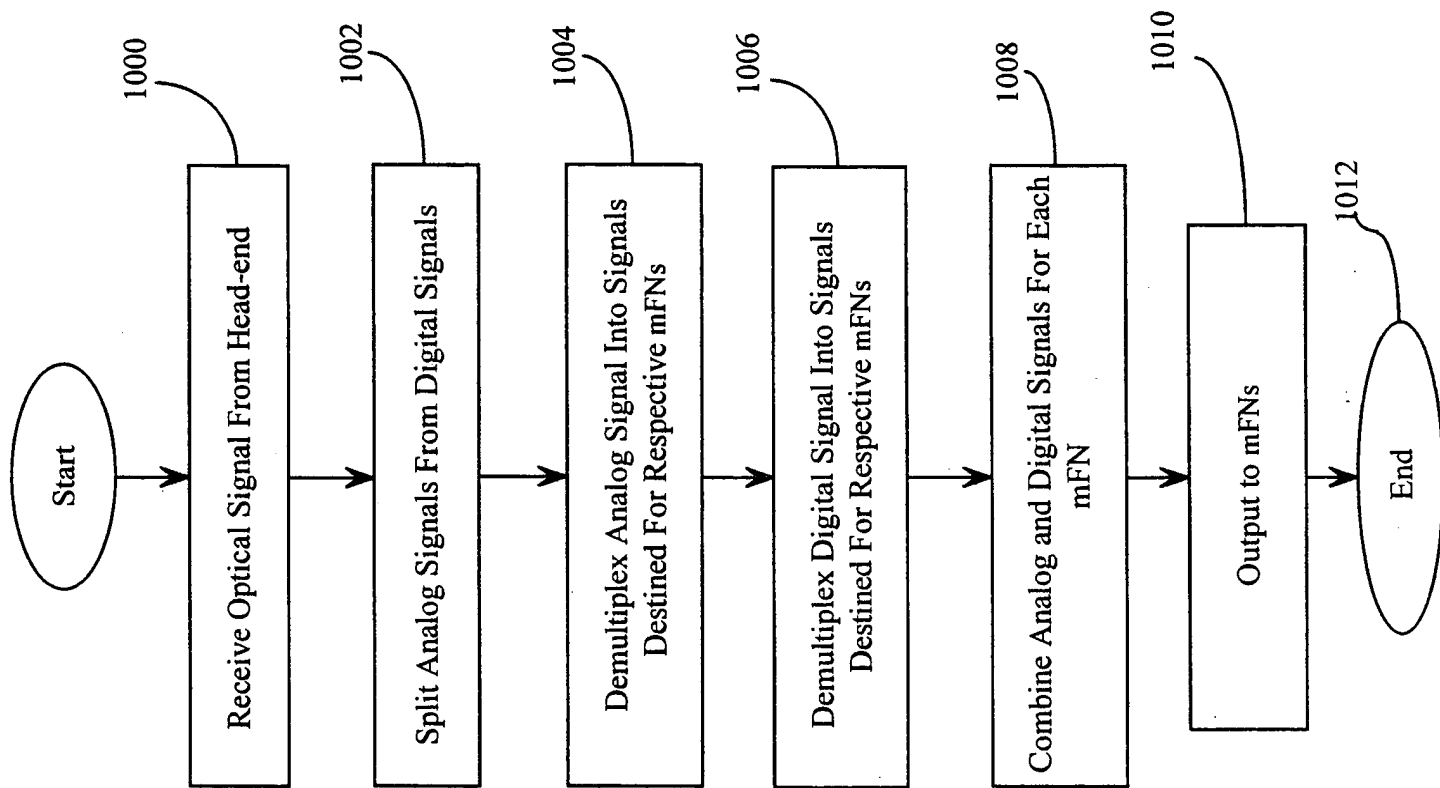 Start
1000
Receive Optical Signal From Head-end
1002
Split Analog Signals From Digital Signals
1004
Demultiplex Analog Signal Into Signals
Destined For Respective mFNs
1006
Demultiplex Digital Signal Into Signals
Destined For Respective mFNs
1008
Combine Analog and Digital Signals For Each
mFN
1010
Output to mFNs
1012
End